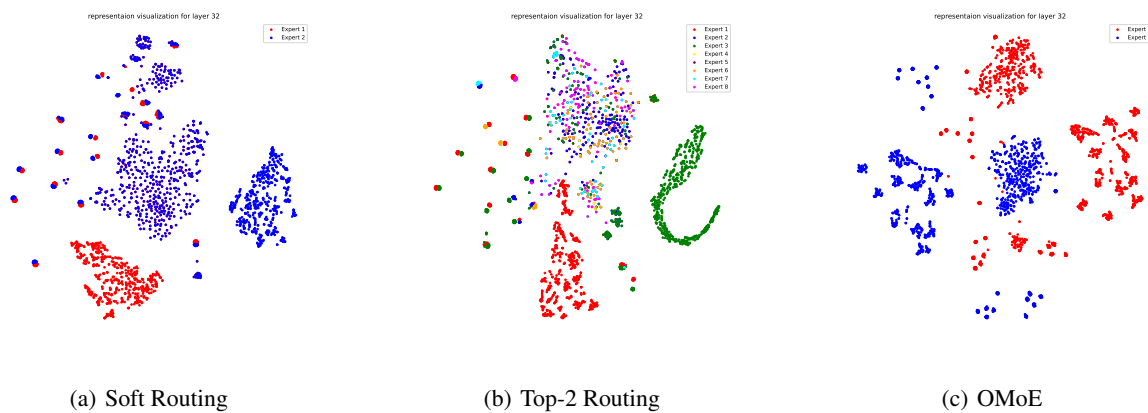 representaion visualization for layer 32
Expert 1
Expert 2
(a) Soft Routing
representaion visualization for layer 32
Expert 1
Expert 2
Expert 3
Expert 4
Expert 5
Expert 6
Expert 7
Expert 8
(b) Top-2 Routing
representaion visualization for layer 32
Expert
Expert
(c) OMoE